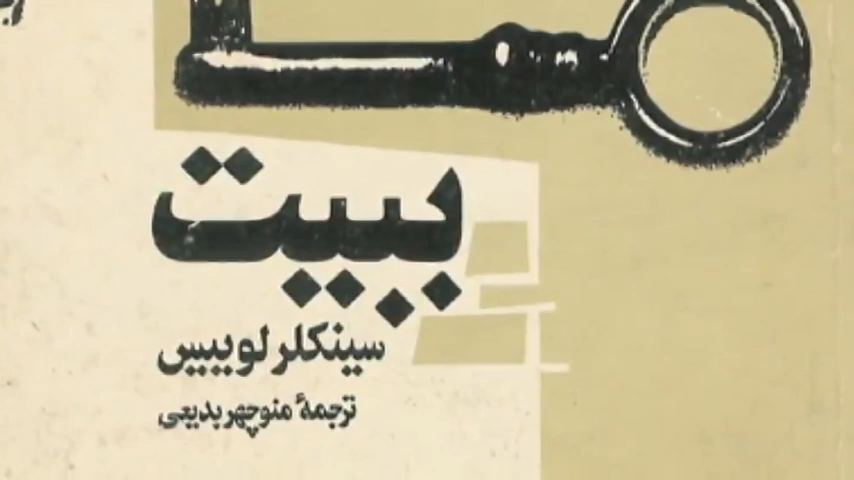 ببیت
سینکلر لوییس
ترجمهٔ منوچهر بدیعی